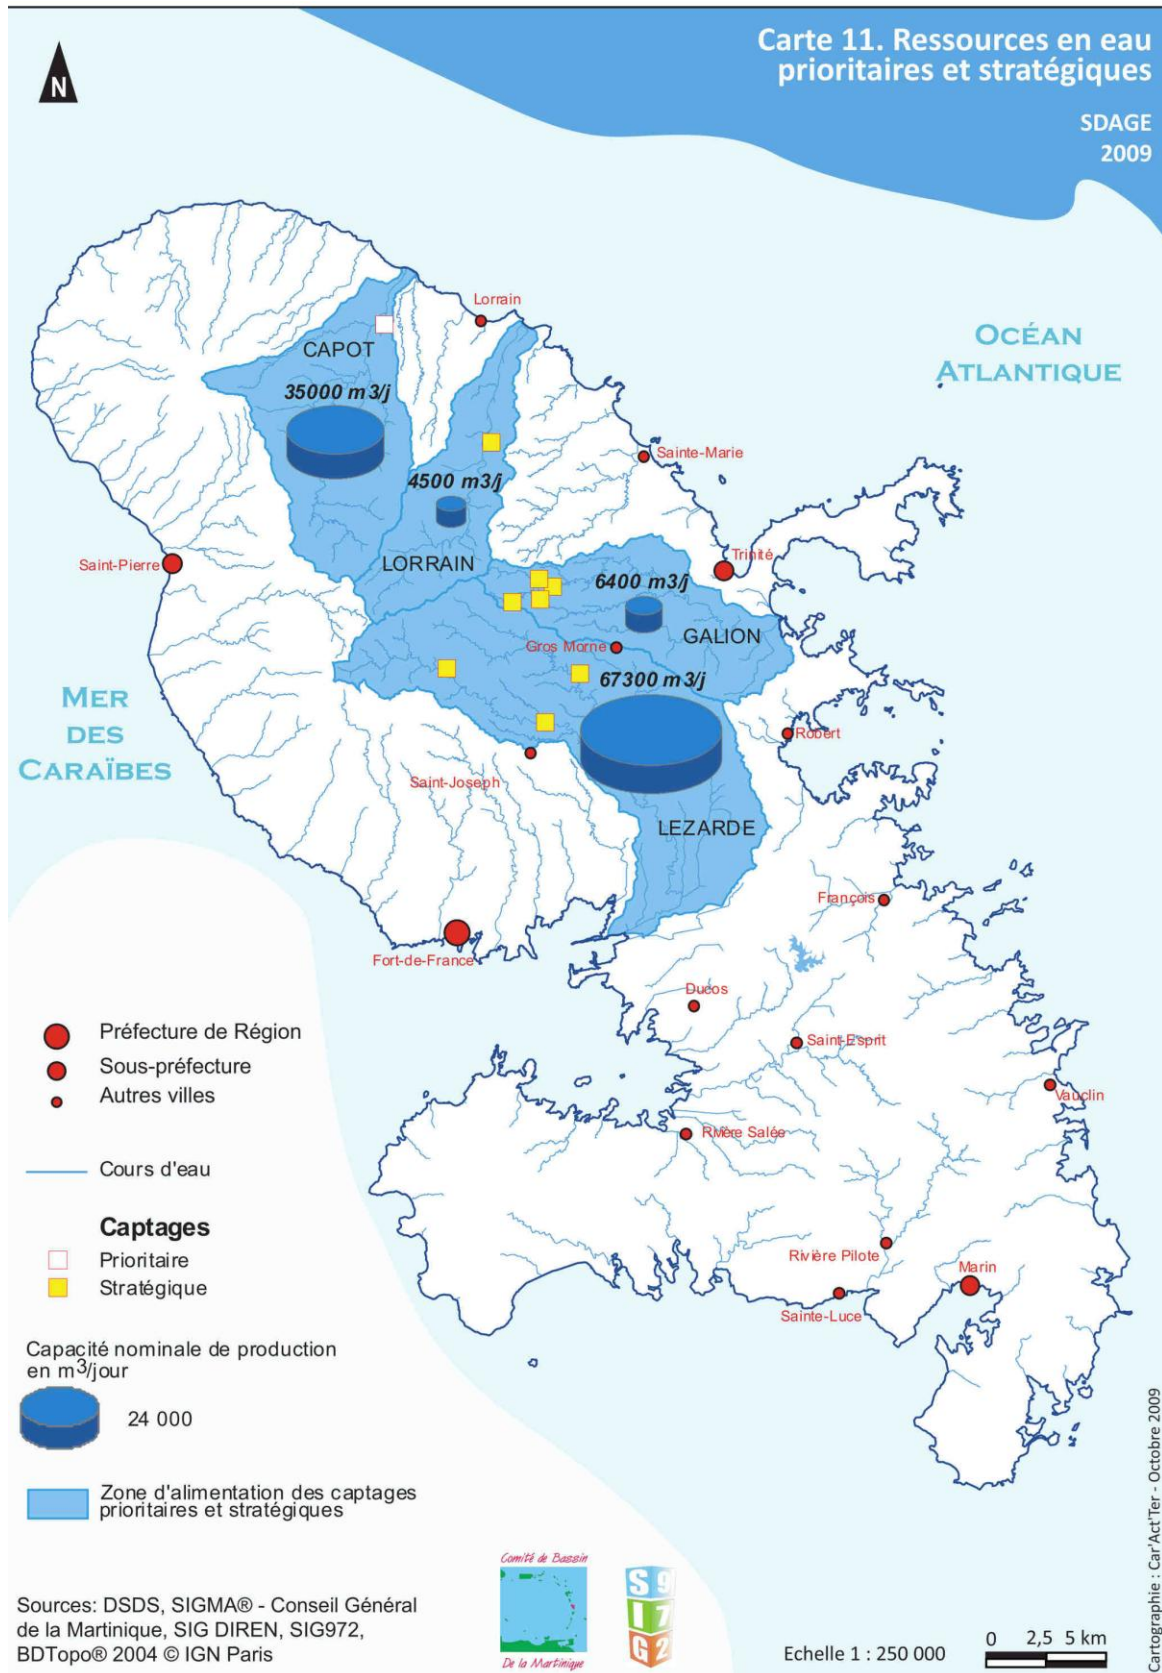 Carte 11. Ressources en eau
prioritaires et stratégiques
SDAGE
2009
N
Lorrain
CAPOT
35000 m3/j
OCÉAN
ATLANTIQUE
Sainte-Marie
4500 m3/j
LORRAIN
Saint-Pierre
Trinité
6400 m3/j
GALION
Gros Morne
67300 m3/j
MER
DES
CARAÏBES
Robert
Saint-Joseph
LEZARDE
François
Fort-de-France
Ducos
Saint-Esprit
Vauclin
Rivière Salée
Rivière Pilote
Marin
Sainte-Luce
Préfecture de Région
Sous-préfecture
Autres villes
Cours d'eau
Captages
Prioritaire
Stratégique
Capacité nominale de production
en m3/jour
24 000
Zone d'alimentation des captages
prioritaires et stratégiques
Sources: DSDS, SIGMA® - Conseil Général
de la Martinique, SIG DIREN, SIG972,
BDTopo® 2004 © IGN Paris
Comité de Bassin
De la Martinique
S 9
I 7
G 2
Echelle 1 : 250 000
0 2,5 5 km
Cartographie : Car'Act'Ter - Octobre 2009